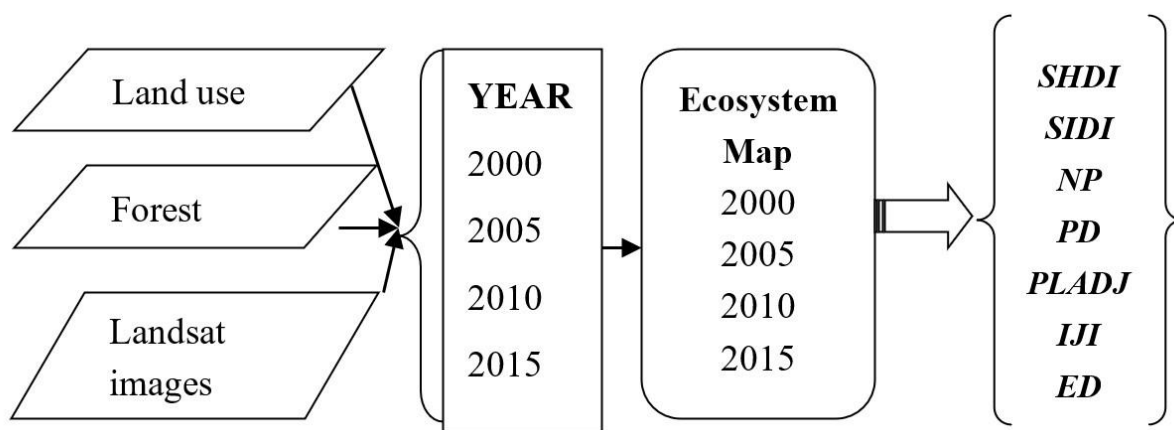 Land use
Forest
Landsat
images
YEAR
2000
2005
2010
2015
Ecosystem
Map
2000
2005
2010
2015
SHDI
SIDI
NP
PD
PLADJ
IJI
ED